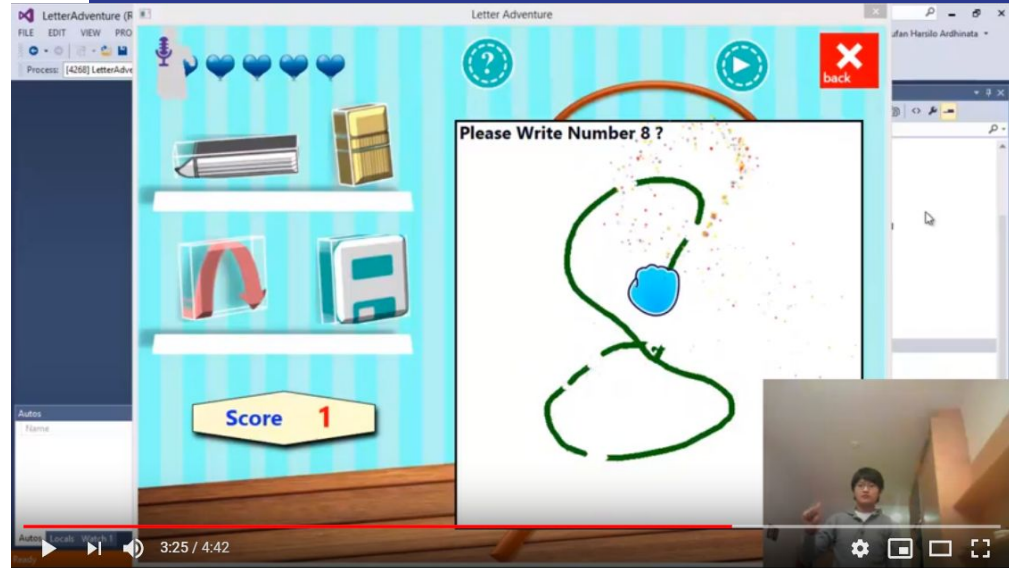 LetterAdventure (R
Letter Adventure
FILE EDIT VIEW PRO
ufan Harsilo Ardhinata
Process: [4268] LetterAdve
?
back
Please Write Number 8 ?
Score 1
Autos
Name
Autos Locals Watch 1
Ready
3:25 / 4:42